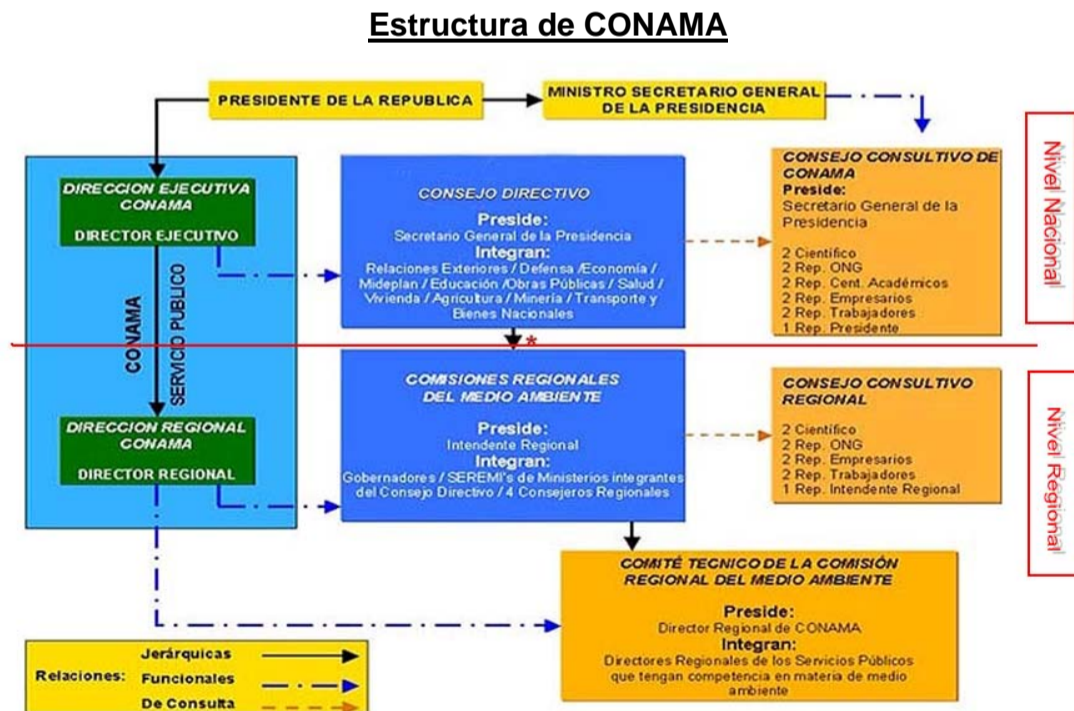 Estructura de CONAMA
PRESIDENTE DE LA REPUBLICA
MINISTRO SECRETARIO GENERAL
DE LA PRESIDENCIA
Nivel Nacional
DIRECCION EJECUTIVA
CONAMA
DIRECTOR EJECUTIVO
CONSEJO DIRECTIVO
Preside:
Secretario General de la Presidencia
Integran:
Relaciones Exteriores / Defensa /Economía /
Mideplan / Educación /Obras Públicas / Salud /
Vivienda / Agricultura / Minería / Transporte y
Bienes Nacionales
CONSEJO CONSULTIVO DE
CONAMA
Preside:
Secretario General de la
Presidencia
2 Científico
2 Rep. ONG
2 Rep. Cent. Académicos
2 Rep. Empresarios
2 Rep. Trabajadores
1 Rep. Presidente
*
CONAMA
SERVICIO PUBLICO
Nivel Regional
DIRECCION REGIONAL
CONAMA
DIRECTOR REGIONAL
COMISIONES REGIONALES
DEL MEDIO AMBIENTE
Preside:
Intendente Regional
Integran:
Gobernadores / SEREMI's de Ministerios integrantes
del Consejo Directivo / 4 Consejeros Regionales
CONSEJO CONSULTIVO
REGIONAL
2 Científico
2 Rep. ONG
2 Rep. Empresarios
2 Rep. Trabajadores
1 Rep. Intendente Regional
COMITÉ TECNICO DE LA COMISIÓN
REGIONAL DEL MEDIO AMBIENTE
Preside:
Director Regional de CONAMA
Integran:
Directores Regionales de los Servicios Públicos
que tengan competencia en materia de medio
ambiente
Relaciones:
Jerárquicas
Funcionales
De Consulta